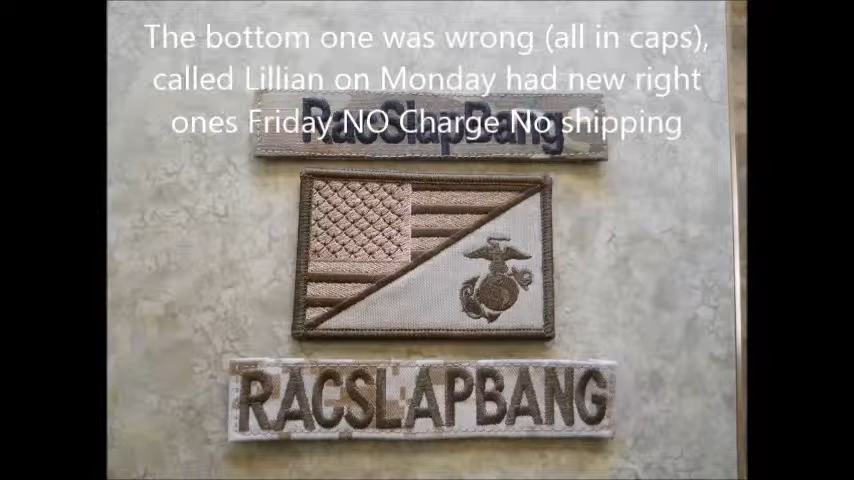 The bottom one was wrong (all in caps),
called Lillian on Monday had new right
ones Friday NO Charge No shipping
RacSlapBang
RACSLAPBANG